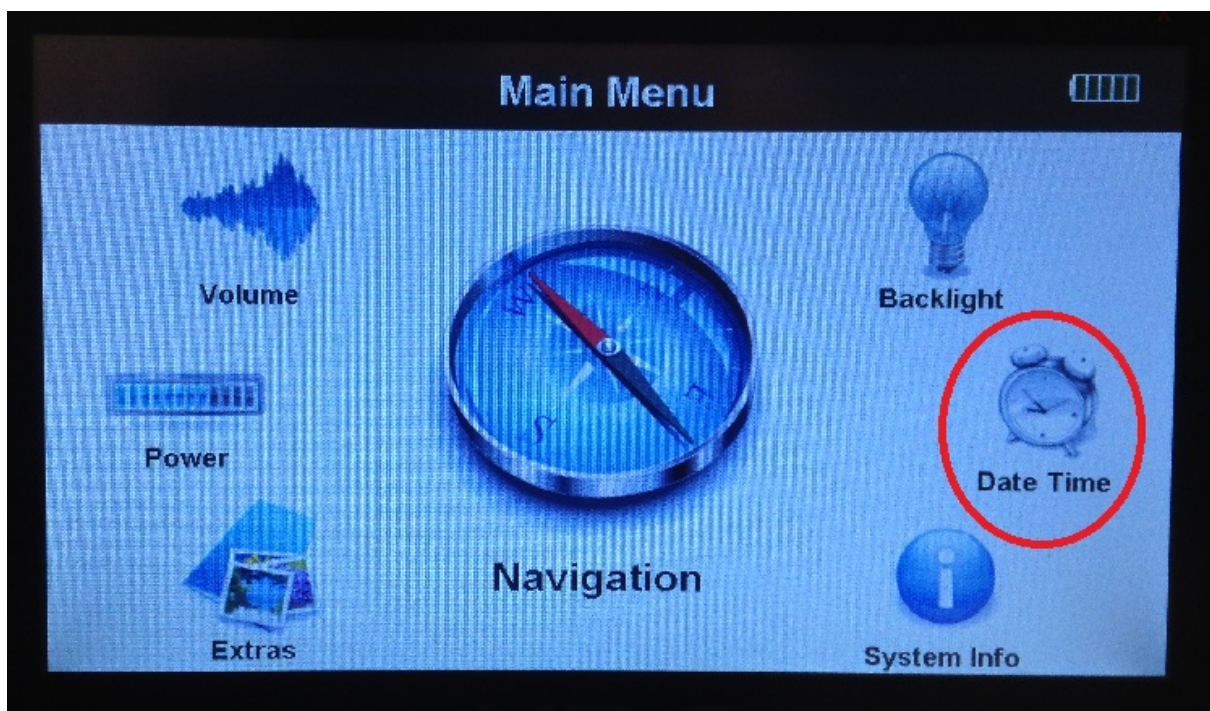 Main Menu
Volume
Backlight
Power
Date Time
Navigation
Extras
System Info
W
E
S
i